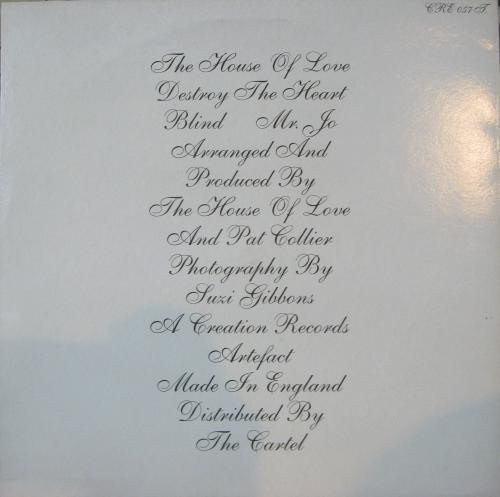 CRE 057 T.
The House Of Love
Destroy The Heart
Blind Mr. Jo
Arranged And
Produced By
The House Of Love
And Pat Collier
Photography By
Suzi Gibbons
A Creation Records
Artefact
Made In England
Distributed By
The Cartel